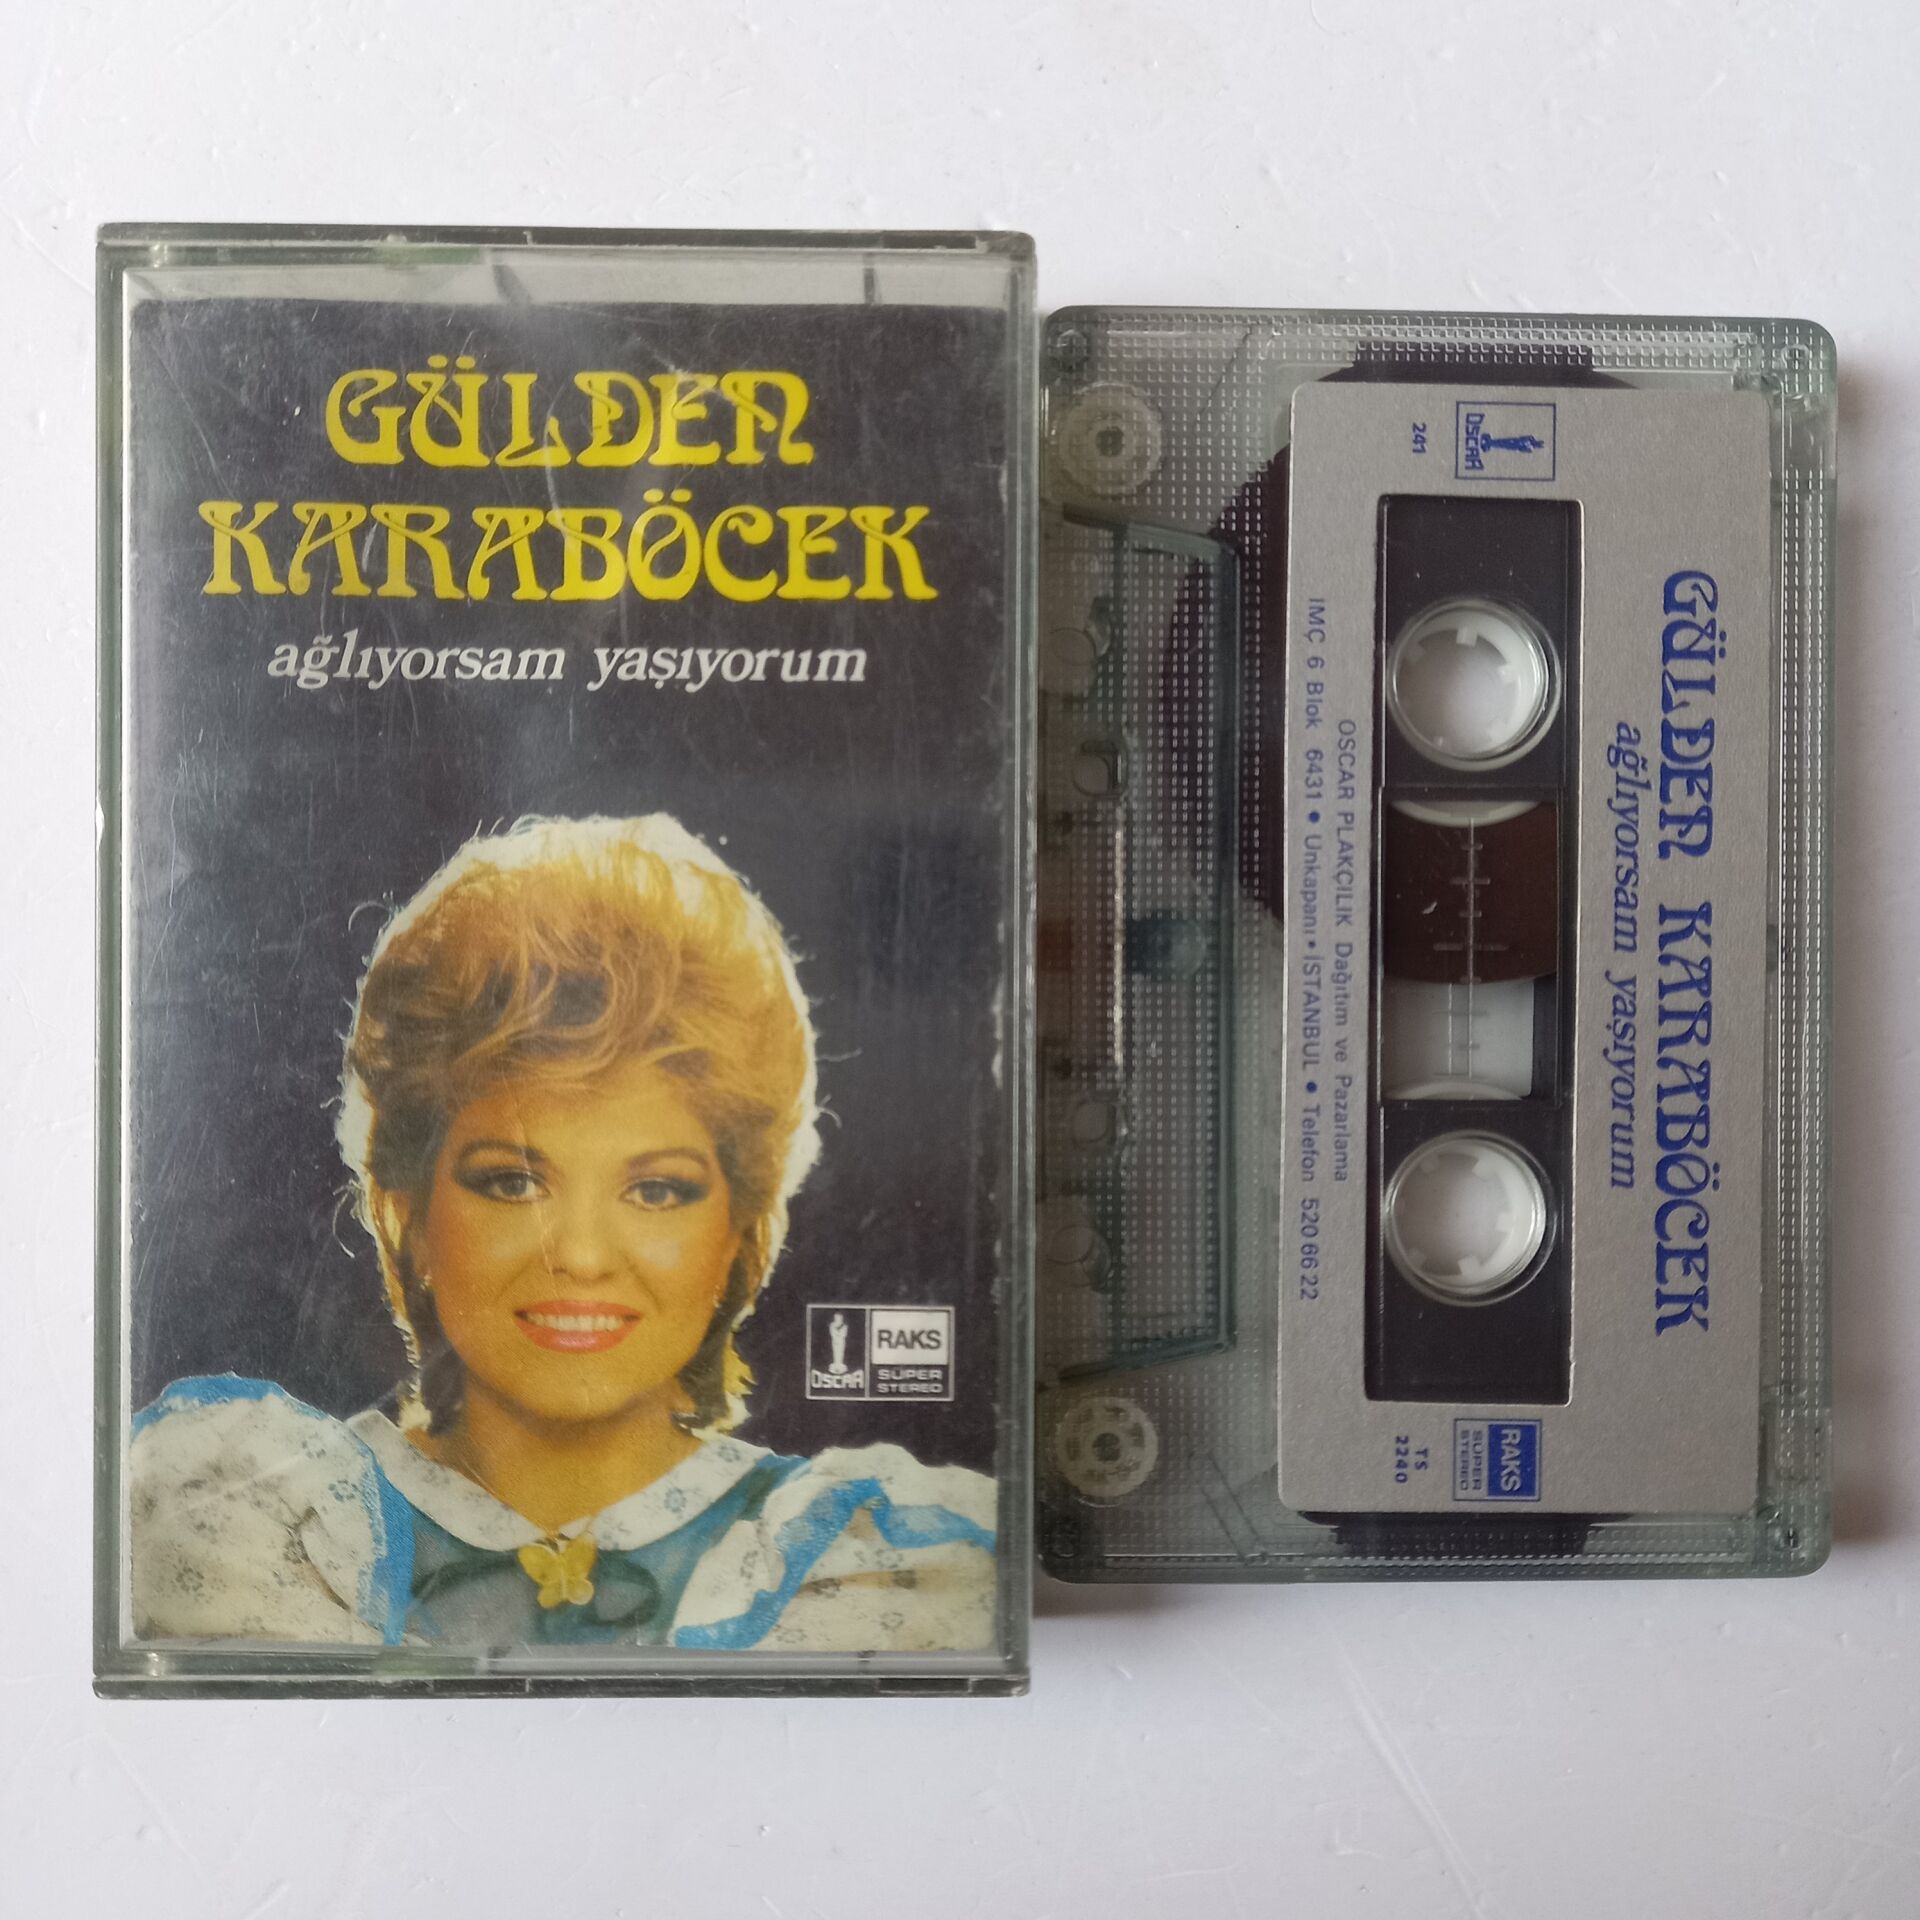 GÜLDEN
KARABÖCEK
ağlıyorsam yaşıyorum
OSCAR
RAKS
SÜPER
STEREO
GÜLDEN KARABÖCEK
ağlıyorsam yaşıyorum
OSCAR
241
RAKS
SÜPER
STEREO
TS
2240
OSCAR PLAKÇILIK Dağıtım ve Pazarlama
IMÇ 6 Blok 6431 • Unkapanı • İSTANBUL • Telefon 520 66 22